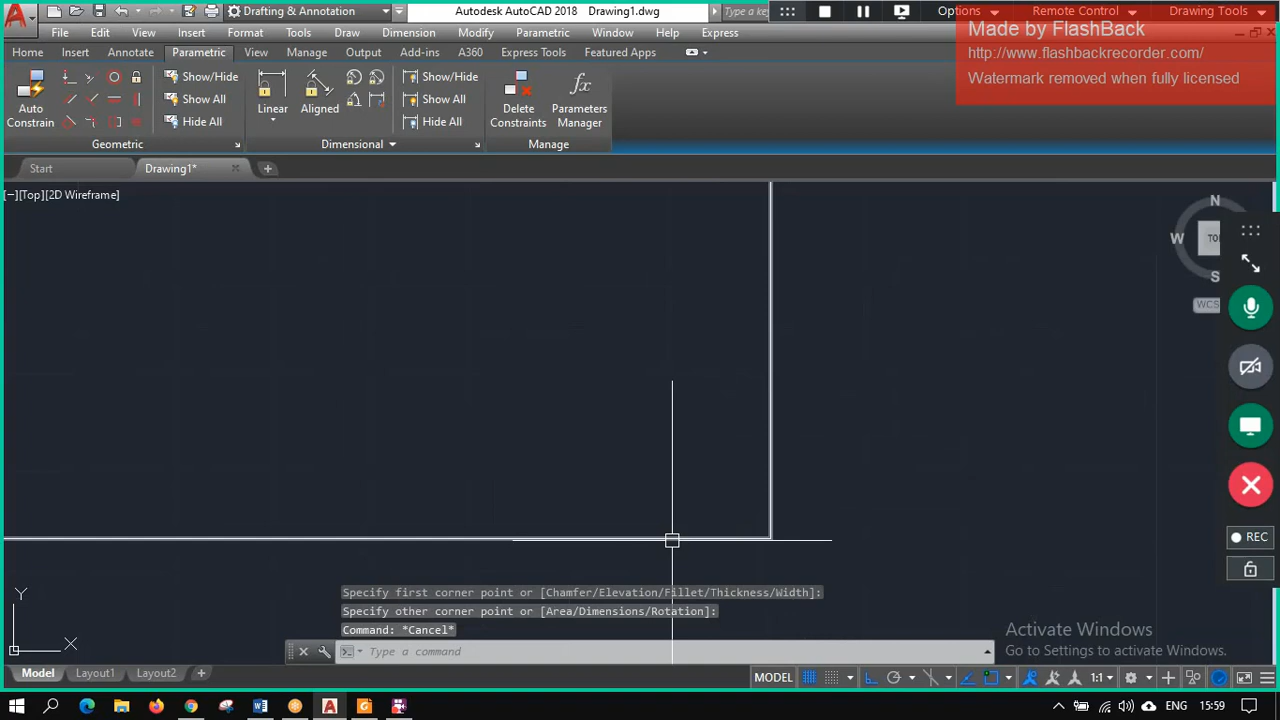 Drafting & Annotation
Autodesk AutoCAD 2018 Drawing1.dwg
Type a key
Options
Remote Control
Drawing Tools
Made by FlashBack
http://www.flashbackrecorder.com/
Watermark removed when fully licensed
File Edit View Insert Format Tools Draw Dimension Modify Parametric Window Help Express
Home Insert Annotate Parametric View Manage Output Add-ins A360 Express Tools Featured Apps
Auto
Constrain
Show/Hide
Show All
Hide All
Geometric
Linear
Aligned
Show/Hide
Show All
Hide All
Dimensional
Delete
Constraints
Parameters
Manager
Manage
Start
Drawing1*
[−][Top][2D Wireframe]
N
W
S
WCS
REC
Specify first corner point or [Chamfer/Elevation/Fillet/Thickness/Width]:
Specify other corner point or [Area/Dimensions/Rotation]:
Command: *Cancel*
Type a command
Y
X
Activate Windows
Go to Settings to activate Windows.
Model Layout1 Layout2
MODEL
1:1
ENG
15:59